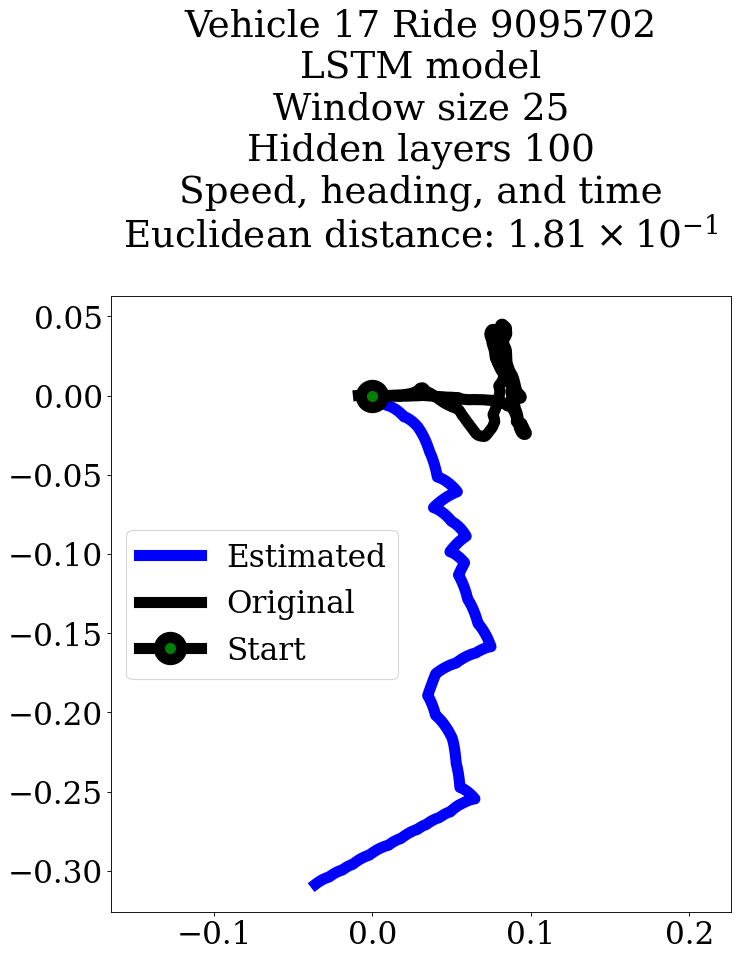 Vehicle 17 Ride 9095702
LSTM model
Window size 25
Hidden layers 100
Speed, heading, and time
Euclidean distance: 1.81 × 10⁻¹
0.05
0.00
−0.05
−0.10
−0.15
−0.20
−0.25
−0.30
Estimated
Original
Start
−0.1
0.0
0.1
0.2